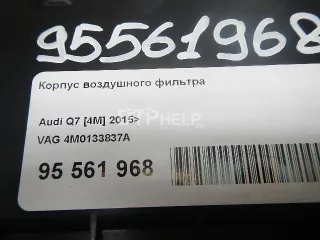 95561968
Корпус воздушного фильтра
Audi Q7 [4M] 2015>
VAG 4M0133837A
95 561 968